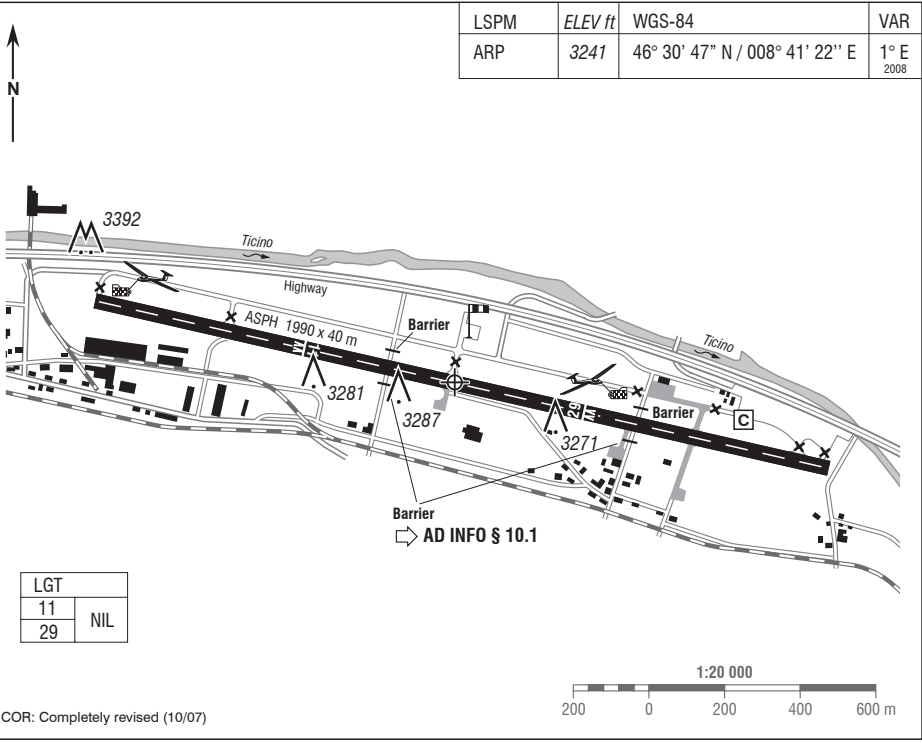 LSPM ELEV ft WGS-84 VAR
ARP 3241 46° 30' 47” N / 008° 41' 22'' E 1° E
2008
N
3392
Ticino
Highway
ASPH 1990 x 40 m
Barrier
11
3281
3287
Ticino
29
Barrier
C
3271
Barrier
AD INFO § 10.1
LGT
11 NIL
29
1:20 000
200 0 200 400 600 m
COR: Completely revised (10/07)